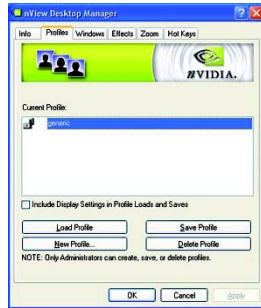 nView Desktop Manager
Info Profiles Windows Effects Zoom Hot Keys
nVIDIA.
Current Profile:
generic
Include Display Settings in Profile Loads and Saves
Load Profile Save Profile
New Profile... Delete Profile
NOTE: Only Administrators can create, save, or delete profiles.
OK Cancel Apply